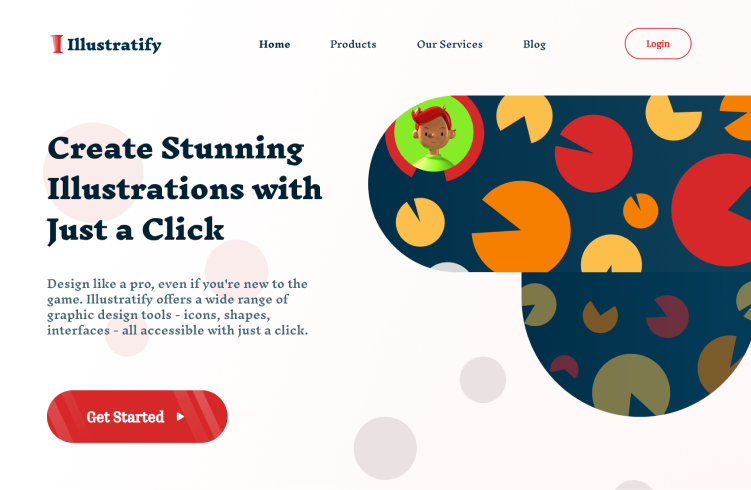 Illustratify
Home
Products
Our Services
Blog
Login
Create Stunning
Illustrations with
Just a Click
Design like a pro, even if you're new to the
game. Illustratify offers a wide range of
graphic design tools - icons, shapes,
interfaces - all accessible with just a click.
Get Started